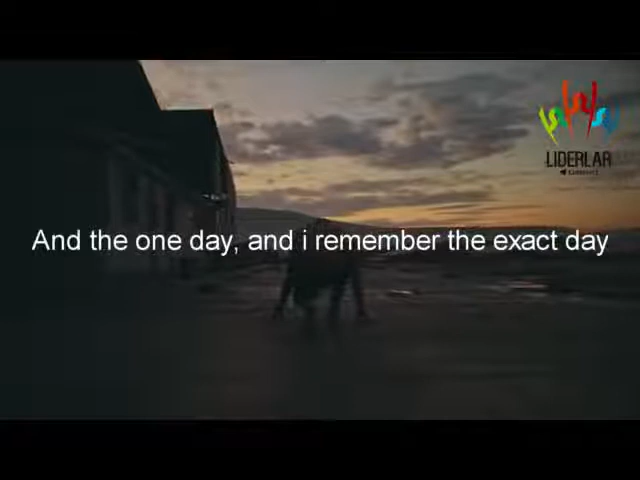 LIDERLAR
And the one day, and i remember the exact day